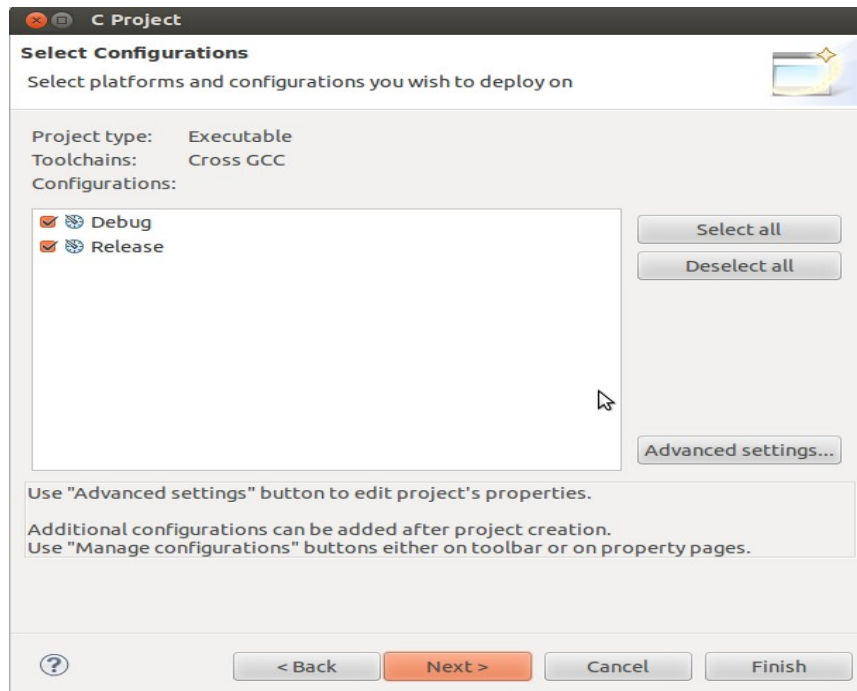 C Project
Select Configurations
Select platforms and configurations you wish to deploy on
Project type: Executable
Toolchains: Cross GCC
Configurations:
Debug
Release
Select all
Deselect all
Advanced settings...
Use "Advanced settings" button to edit project's properties.
Additional configurations can be added after project creation.
Use "Manage configurations" buttons either on toolbar or on property pages.
?
< Back
Next >
Cancel
Finish